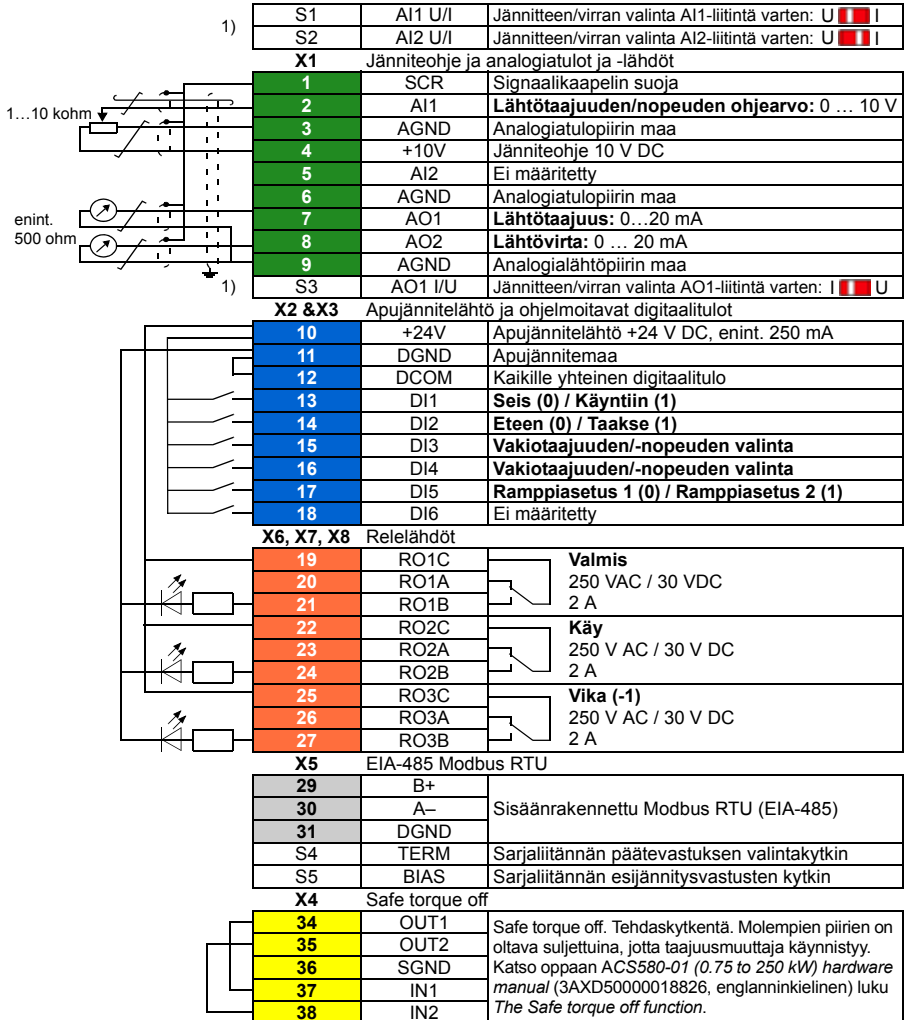 1)
S1 AI1 U/I Jännitteen/virran valinta AI1-liitintä varten: U I
S2 AI2 U/I Jännitteen/virran valinta AI2-liitintä varten: U I
X1 Jänniteohje ja analogiatulot ja -lähdöt
1 SCR Signaalikaapelin suoja
1…10 kohm
2 AI1 Lähtötaajuuden/nopeuden ohjearvo: 0 … 10 V
3 AGND Analogiatulopiirin maa
4 +10V Jänniteohje 10 V DC
5 AI2 Ei määritetty
6 AGND Analogiatulopiirin maa
enint.
500 ohm
7 AO1 Lähtötaajuus: 0…20 mA
8 AO2 Lähtövirta: 0 … 20 mA
9 AGND Analogialähtöpiirin maa
1)
S3 AO1 I/U Jännitteen/virran valinta AO1-liitintä varten: I U
X2 &X3 Apujännitelähtö ja ohjelmoitavat digitaalitulot
10 +24V Apujännitelähtö +24 V DC, enint. 250 mA
11 DGND Apujännitemaa
12 DCOM Kaikille yhteinen digitaalitulo
13 DI1 Seis (0) / Käyntiin (1)
14 DI2 Eteen (0) / Taakse (1)
15 DI3 Vakiotaajuuden/-nopeuden valinta
16 DI4 Vakiotaajuuden/-nopeuden valinta
17 DI5 Ramppiasetus 1 (0) / Ramppiasetus 2 (1)
18 DI6 Ei määritetty
X6, X7, X8 Relelähdöt
19 RO1C Valmis
20 RO1A 250 VAC / 30 VDC
21 RO1B 2 A
22 RO2C Käy
23 RO2A 250 V AC / 30 V DC
24 RO2B 2 A
25 RO3C Vika (-1)
26 RO3A 250 V AC / 30 V DC
27 RO3B 2 A
X5 EIA-485 Modbus RTU
29 B+
30 A– Sisäänrakennettu Modbus RTU (EIA-485)
31 DGND
S4 TERM Sarjaliitännän päätevastuksen valintakytkin
S5 BIAS Sarjaliitännän esijännitysvastusten kytkin
X4 Safe torque off
34 OUT1 Safe torque off. Tehdaskytkentä. Molempien piirien on
35 OUT2 oltava suljettuina, jotta taajuusmuuttaja käynnistyy.
36 SGND Katso oppaan ACS580-01 (0.75 to 250 kW) hardware
37 IN1 manual (3AXD50000018826, englanninkielinen) luku
38 IN2 The Safe torque off function.